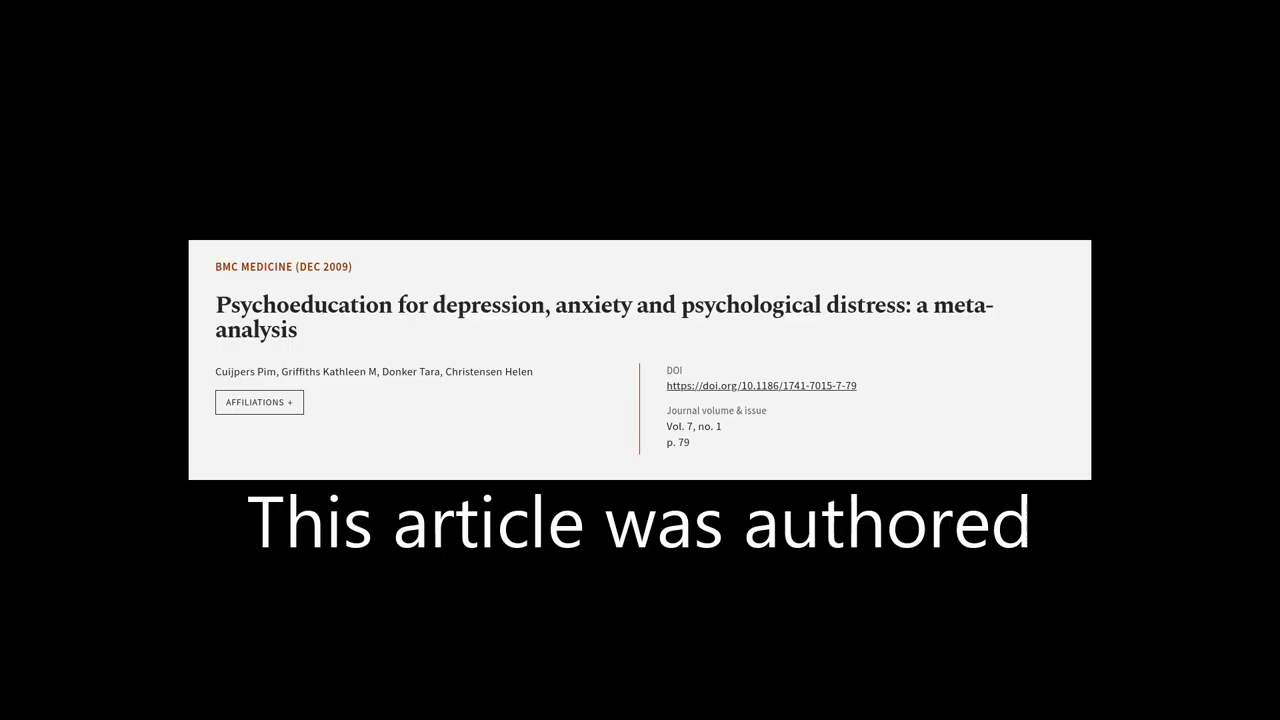 BMC MEDICINE (DEC 2009)
Psychoeducation for depression, anxiety and psychological distress: a meta-
analysis
Cuijpers Pim, Griffiths Kathleen M, Donker Tara, Christensen Helen
AFFILIATIONS +
DOI
https://doi.org/10.1186/1741-7015-7-79
Journal volume & issue
Vol. 7, no. 1
p. 79
This article was authored